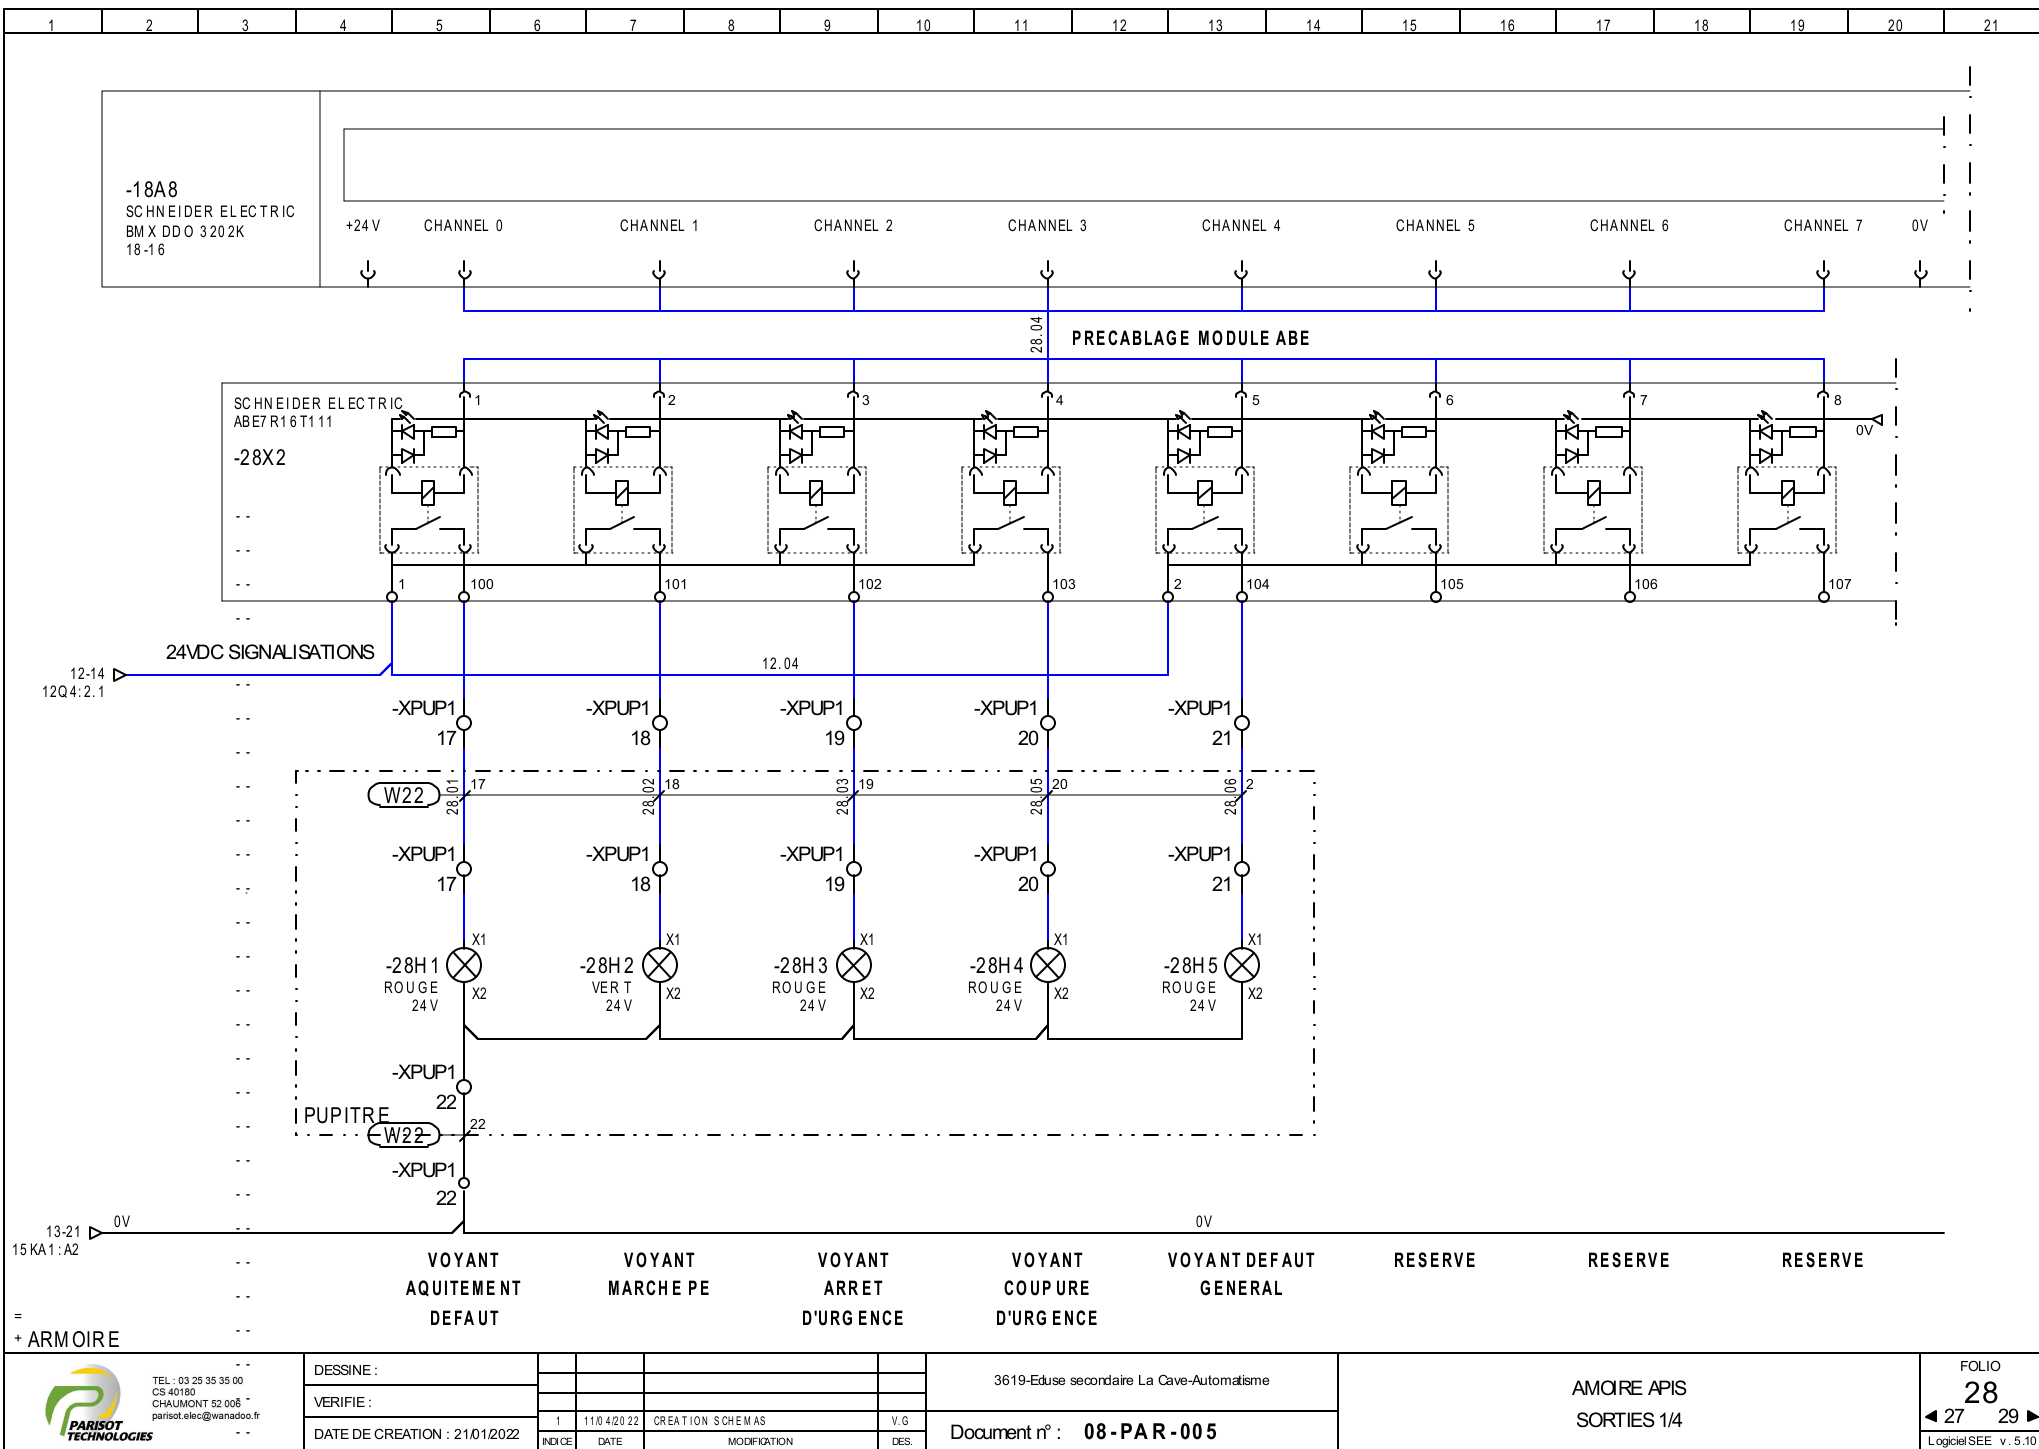 1 2 3 4 5 6 7 8 9 10 11 12 13 14 15 16 17 18 19 20 21
-18A8
SCHNEIDER ELECTRIC
BMX DDO 3202K
18-16
+24V CHANNEL 0 CHANNEL 1 CHANNEL 2 CHANNEL 3 CHANNEL 4 CHANNEL 5 CHANNEL 6 CHANNEL 7 0V
28.04
PRECABLAGE MODULE ABE
SCHNEIDER ELECTRIC
ABE7R16T111
-28X2
1 2 3 4 5 6 7 8
0V
1 100 101 102 103 2 104 105 106 107
24VDC SIGNALISATIONS
12-14
12Q4:2.1
12.04
-XPUP1 -XPUP1 -XPUP1 -XPUP1 -XPUP1
17 18 19 20 21
W22
28.01 17 28.02 18 28.03 19 28.05 20 28.06 2
-XPUP1 -XPUP1 -XPUP1 -XPUP1 -XPUP1
17 18 19 20 21
X1 X1 X1 X1 X1
-28H1 -28H2 -28H3 -28H4 -28H5
ROUGE VERT ROUGE ROUGE ROUGE
X2 X2 X2 X2 X2
24V 24V 24V 24V 24V
-XPUP1
22
PUPITRE
W22
22
-XPUP1
22
13-21
15KA1:A2
0V 0V
VOYANT VOYANT VOYANT VOYANT VOYANT DEFAUT RESERVE RESERVE RESERVE
AQUITEMENT MARCHE PE ARRET COUPURE GENERAL
DEFAUT D'URGENCE D'URGENCE
=
+ ARMOIRE
PARISOT
TECHNOLOGIES
TEL : 03 25 35 35 00
CS 40180
CHAUMONT 52 006
parisot.elec@wanadoo.fr
DESSINE :
VERIFIE :
DATE DE CREATION : 21/01/2022
1 11/04/2022 CREATION SCHEMAS V.G
INDICE DATE MODIFICATION DES.
3619-Eduse secondaire La Cave-Automatisme
Document n° : 08-PAR-005
AMOIRE APIS
SORTIES 1/4
FOLIO
28
27 29
Logiciel SEE v.5.10